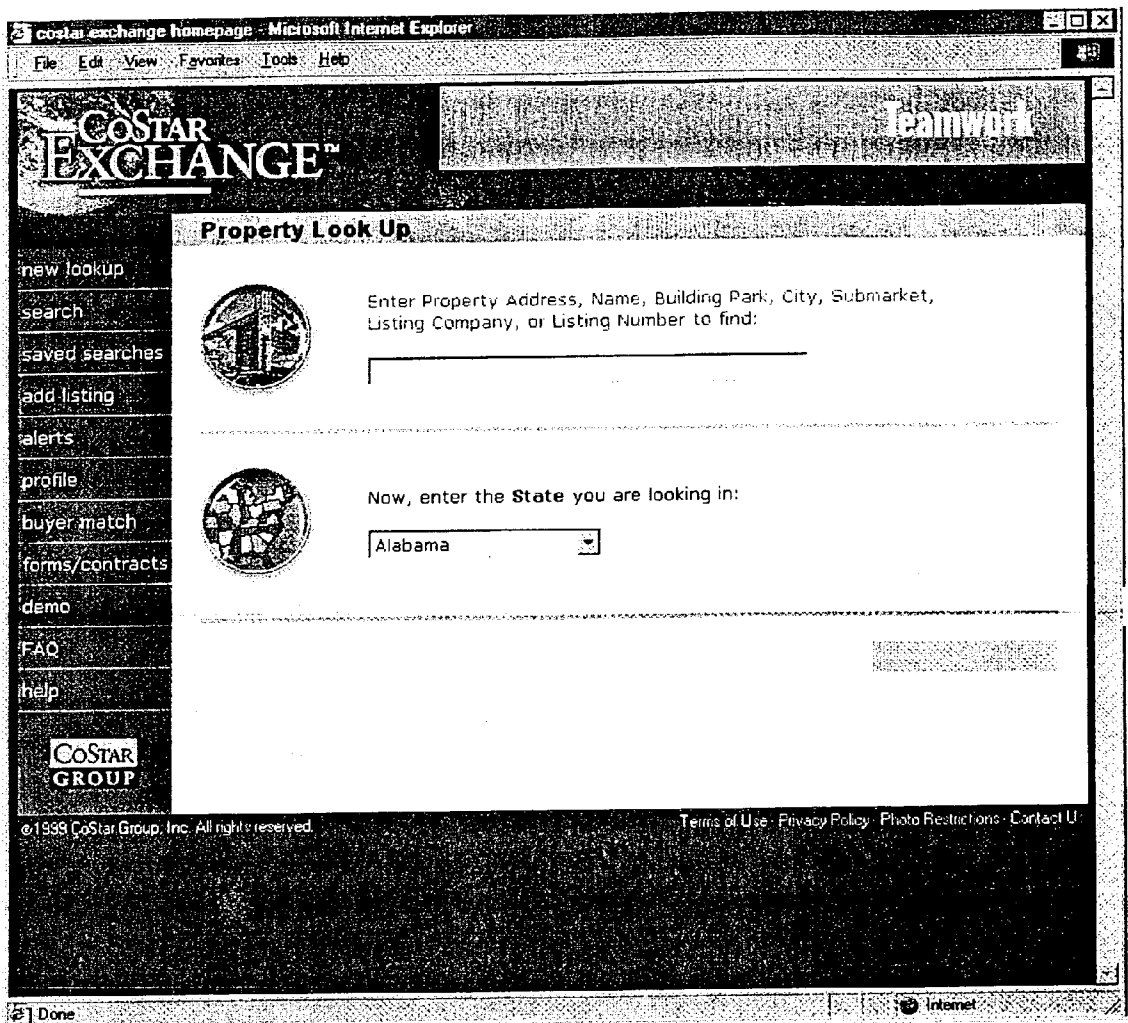 costar exchange homepage - Microsoft Internet Explorer
File Edit View Favorites Tools Help
COSTAR
EXCHANGE™
Teamwork
Property Look Up
new lookup
search
saved searches
add listing
alerts
profile
buyer match
forms/contracts
demo
FAQ
help
Enter Property Address, Name, Building Park, City, Submarket,
Listing Company, or Listing Number to find:
Now, enter the State you are looking in:
Alabama
COSTAR
GROUP
©1999 CoStar Group, Inc. All rights reserved.
Terms of Use · Privacy Policy · Photo Restrictions · Contact U
Done
Internet